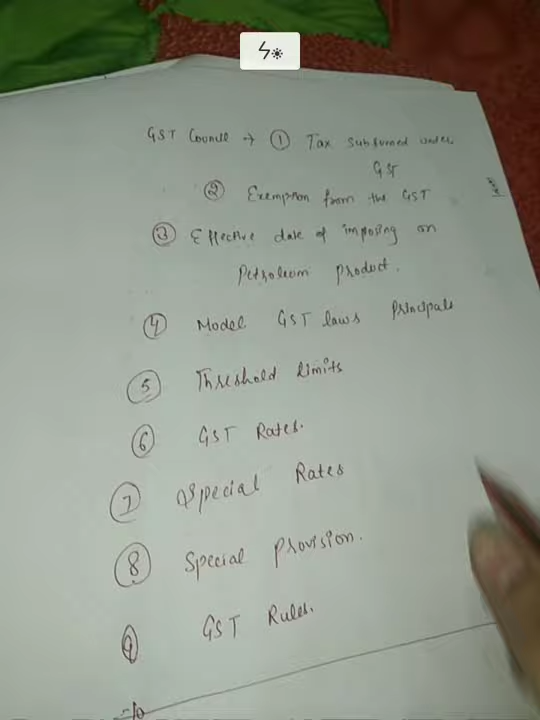 GST Council → ① Tax subsumed under
GST
② Exemption from the GST
③ Effective date of imposing on
Petroleum product.
④ Model GST laws Principals
⑤ Threshold limits
⑥ GST Rates.
⑦ Special Rates
⑧ Special Provision.
⑨ GST Rules.